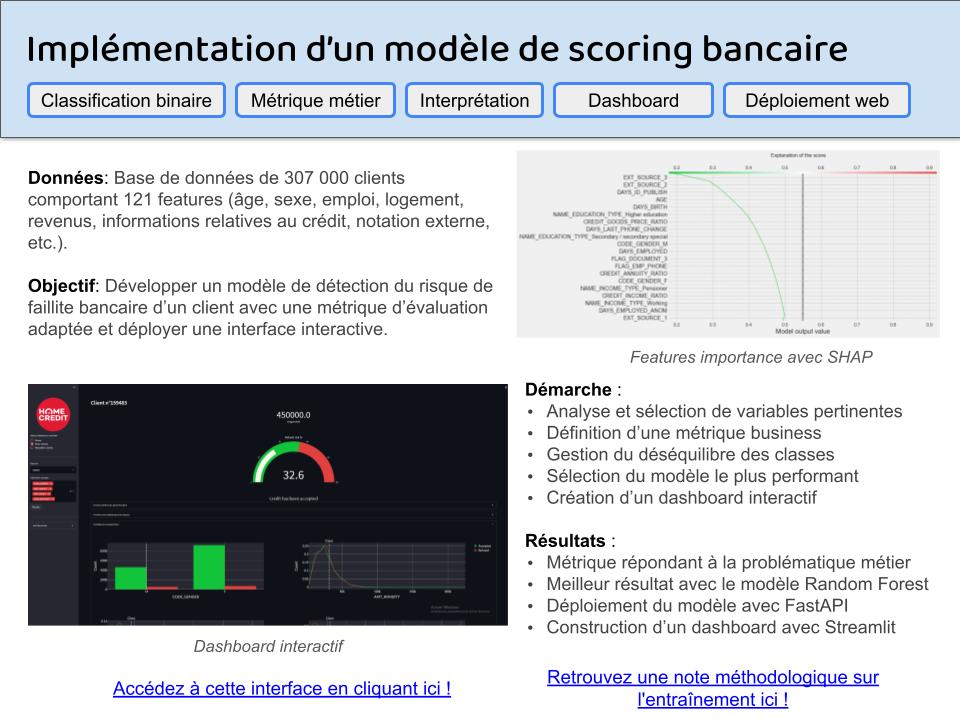 Implémentation d'un modèle de scoring bancaire
Classification binaire
Métrique métier
Interprétation
Dashboard
Déploiement web
Données: Base de données de 307 000 clients
comportant 121 features (âge, sexe, emploi, logement,
revenus, informations relatives au crédit, notation externe,
etc.).
Objectif: Développer un modèle de détection du risque de
faillite bancaire d'un client avec une métrique d'évaluation
adaptée et déployer une interface interactive.
Explanation of the score
0.2 0.3 0.4 0.5 0.6 0.7 0.8 0.9
EXT_SOURCE_3
EXT_SOURCE_2
DAYS_ID_PUBLISH
AGE
DAYS_BIRTH
NAME_EDUCATION_TYPE_Higher education
CREDIT_GOODS_PRICE_RATIO
DAYS_LAST_PHONE_CHANGE
NAME_EDUCATION_TYPE_Secondary / secondary special
CODE_GENDER_M
DAYS_EMPLOYED
FLAG_DOCUMENT_3
FLAG_EMP_PHONE
CREDIT_ANNUITY_RATIO
CODE_GENDER_F
NAME_INCOME_TYPE_Pensioner
CREDIT_INCOME_RATIO
NAME_INCOME_TYPE_Working
DAYS_EMPLOYED_ANOM
EXT_SOURCE_1
0.2 0.3 0.4 0.5 0.6 0.7 0.8 0.9
Model output value
Features importance avec SHAP
HOME
CREDIT
Client n°159483
450000.0
32.6
Credit has been accepted
CODE_GENDER
AMT_ANNUITY
Dashboard interactif
Accédez à cette interface en cliquant ici !
Démarche :
• Analyse et sélection de variables pertinentes
• Définition d'une métrique business
• Gestion du déséquilibre des classes
• Sélection du modèle le plus performant
• Création d'un dashboard interactif
Résultats :
• Métrique répondant à la problématique métier
• Meilleur résultat avec le modèle Random Forest
• Déploiement du modèle avec FastAPI
• Construction d'un dashboard avec Streamlit
Retrouvez une note méthodologique sur
l'entraînement ici !